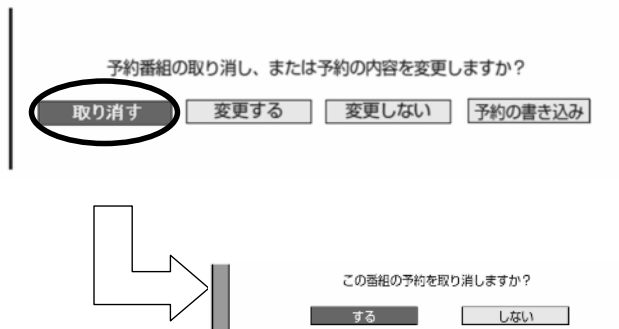 予約番組の取り消し、または予約の内容を変更しますか？
取り消す 変更する 変更しない 予約の書き込み
この番組の予約を取り消しますか？
する しない